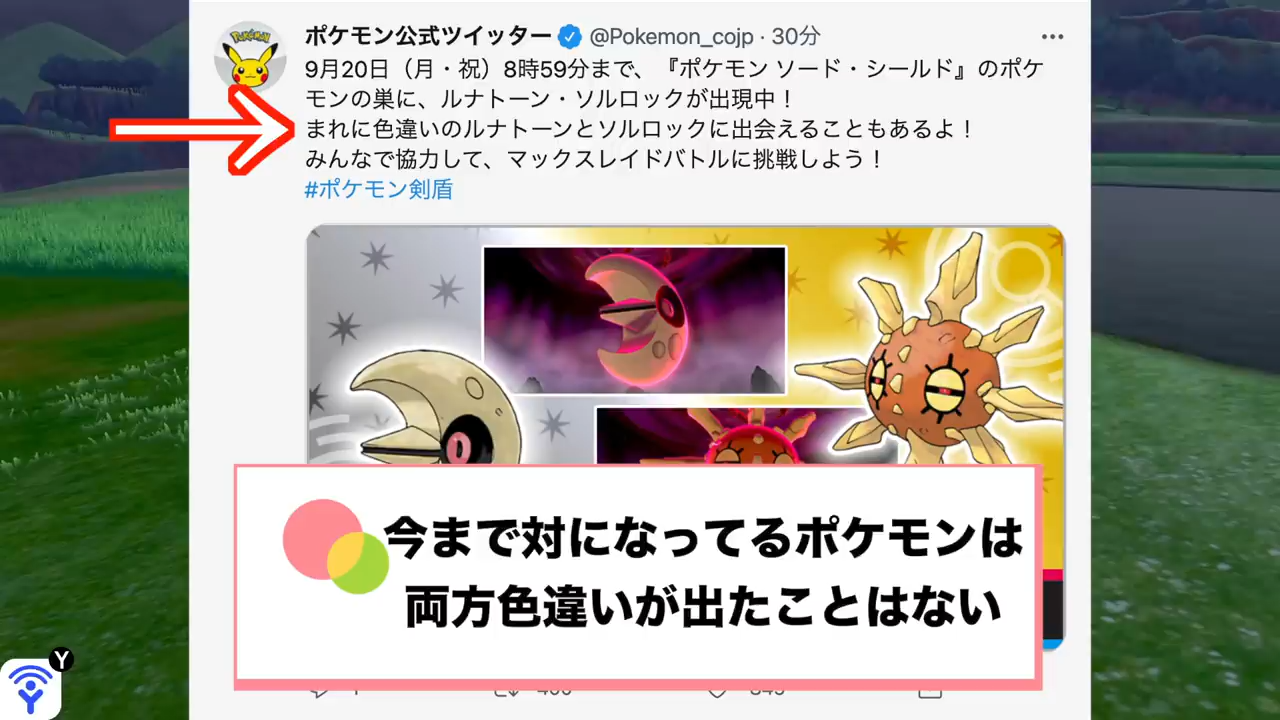 ポケモン公式ツイッター @Pokemon_cojp · 30分
9月20日（月・祝）8時59分まで、『ポケモン ソード・シールド』のポケ
モンの巣に、ルナトーン・ソルロックが出現中！
まれに色違いのルナトーンとソルロックに出会えることもあるよ！
みんなで協力して、マックスレイドバトルに挑戦しよう！
#ポケモン剣盾
今まで対になってるポケモンは
両方色違いが出たことはない
Y